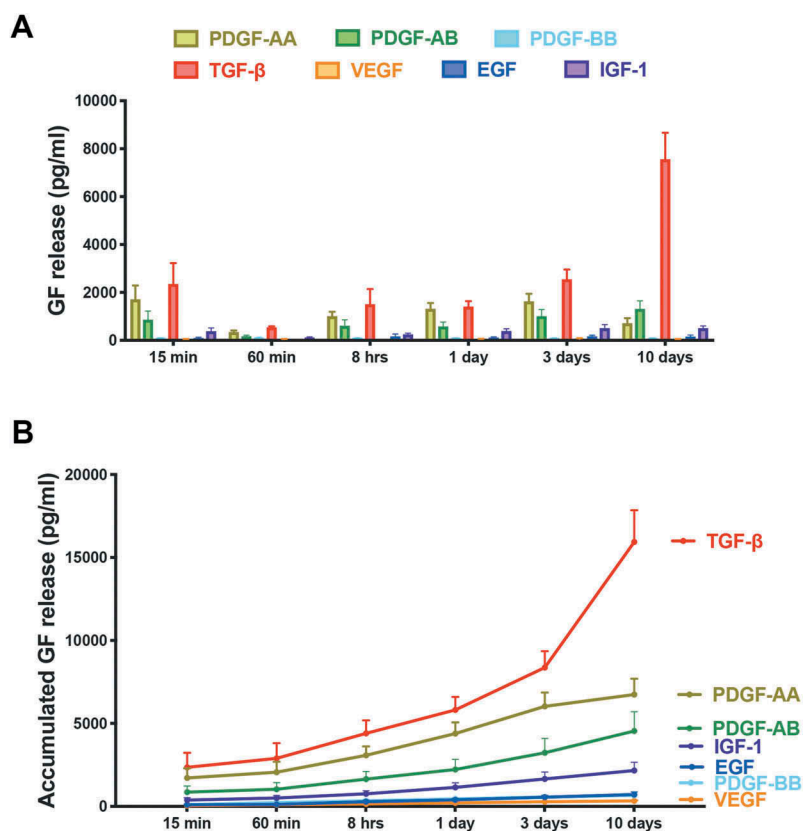 A
PDGF-AA PDGF-AB PDGF-BB
TGF-β VEGF EGF IGF-1
GF release (pg/ml)
10000
8000
6000
4000
2000
0
15 min 60 min 8 hrs 1 day 3 days 10 days
B
Accumulated GF release (pg/ml)
20000
15000
10000
5000
0
TGF-β
PDGF-AA
PDGF-AB
IGF-1
EGF
PDGF-BB
VEGF
15 min 60 min 8 hrs 1 day 3 days 10 days